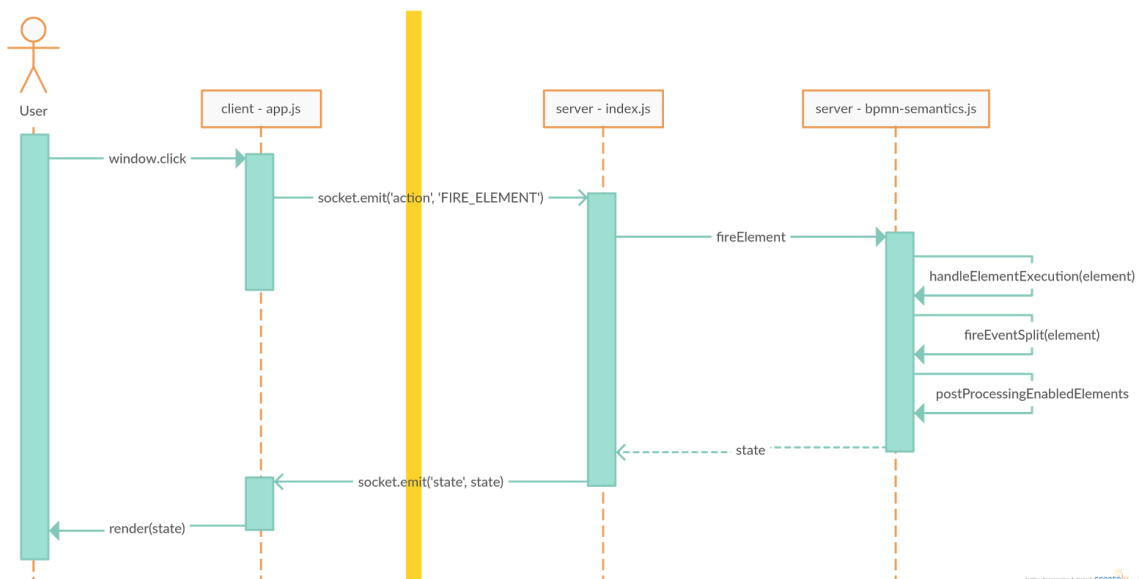 User
client - app.js
server - index.js
server - bpmn-semantics.js
window.click
socket.emit('action', 'FIRE_ELEMENT')
fireElement
handleElementExecution(element)
fireEventSplit(element)
postProcessingEnabledElements
state
socket.emit('state', state)
render(state)